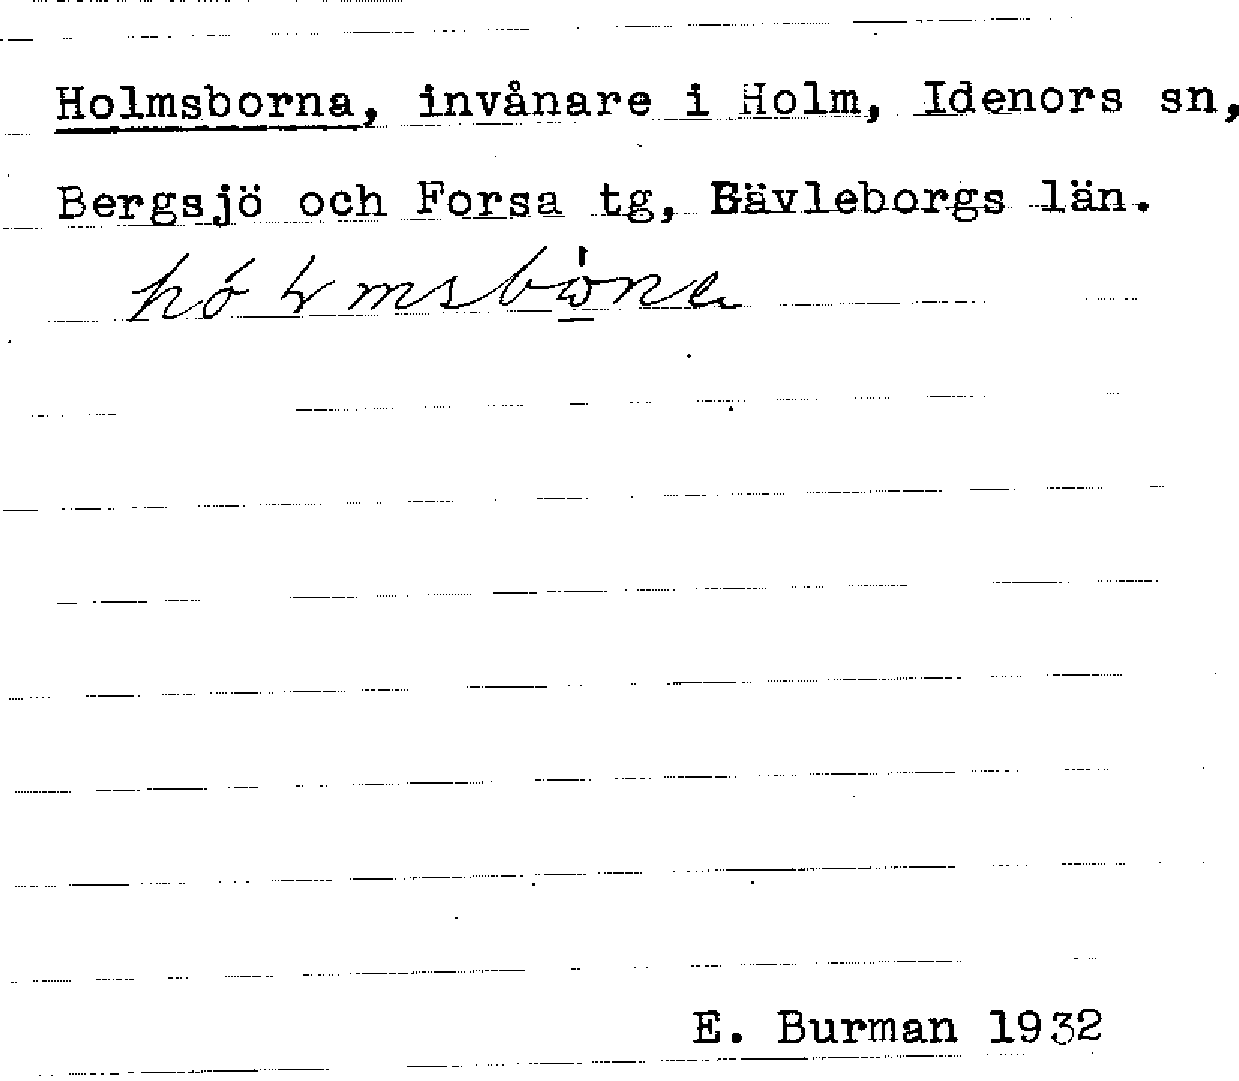 Holmsborna, invånare i Holm, Idenors sn,
Bergsjö och Forsa tg, Gävleborgs län.
E. Burman 1932